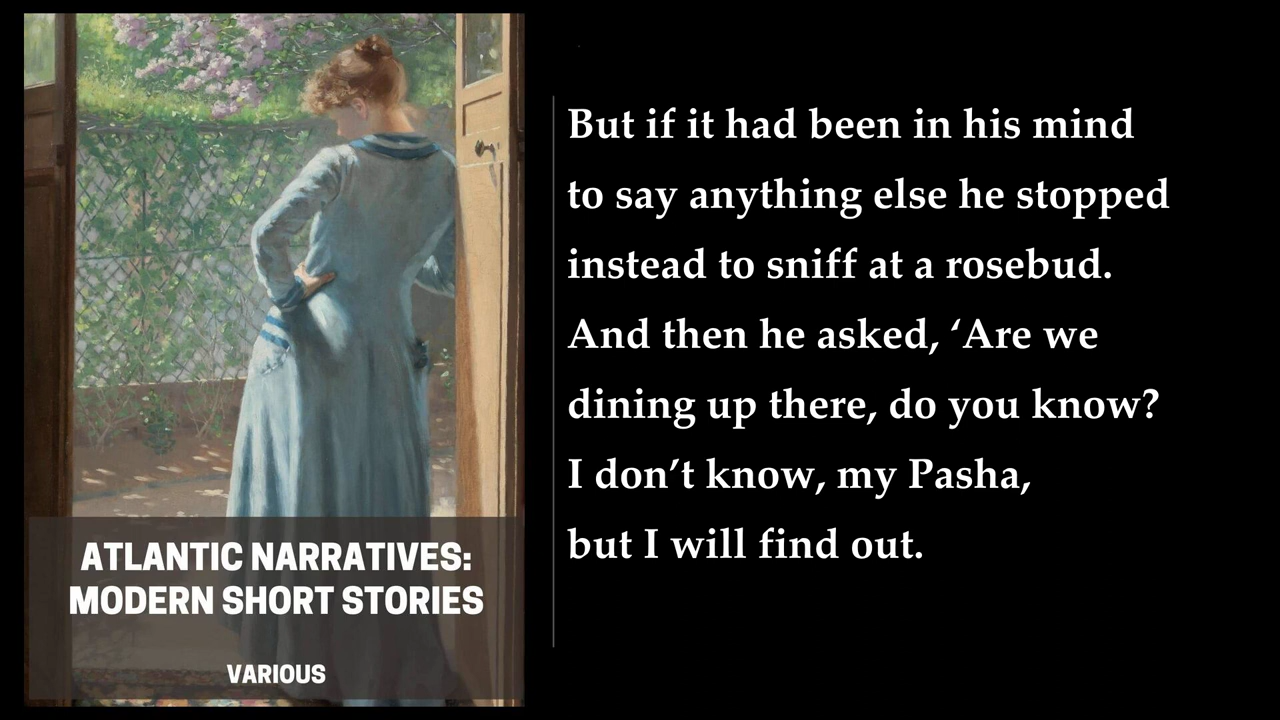 ATLANTIC NARRATIVES:
MODERN SHORT STORIES
VARIOUS
But if it had been in his mind
to say anything else he stopped
instead to sniff at a rosebud.
And then he asked, ‘Are we
dining up there, do you know?
I don’t know, my Pasha,
but I will find out.